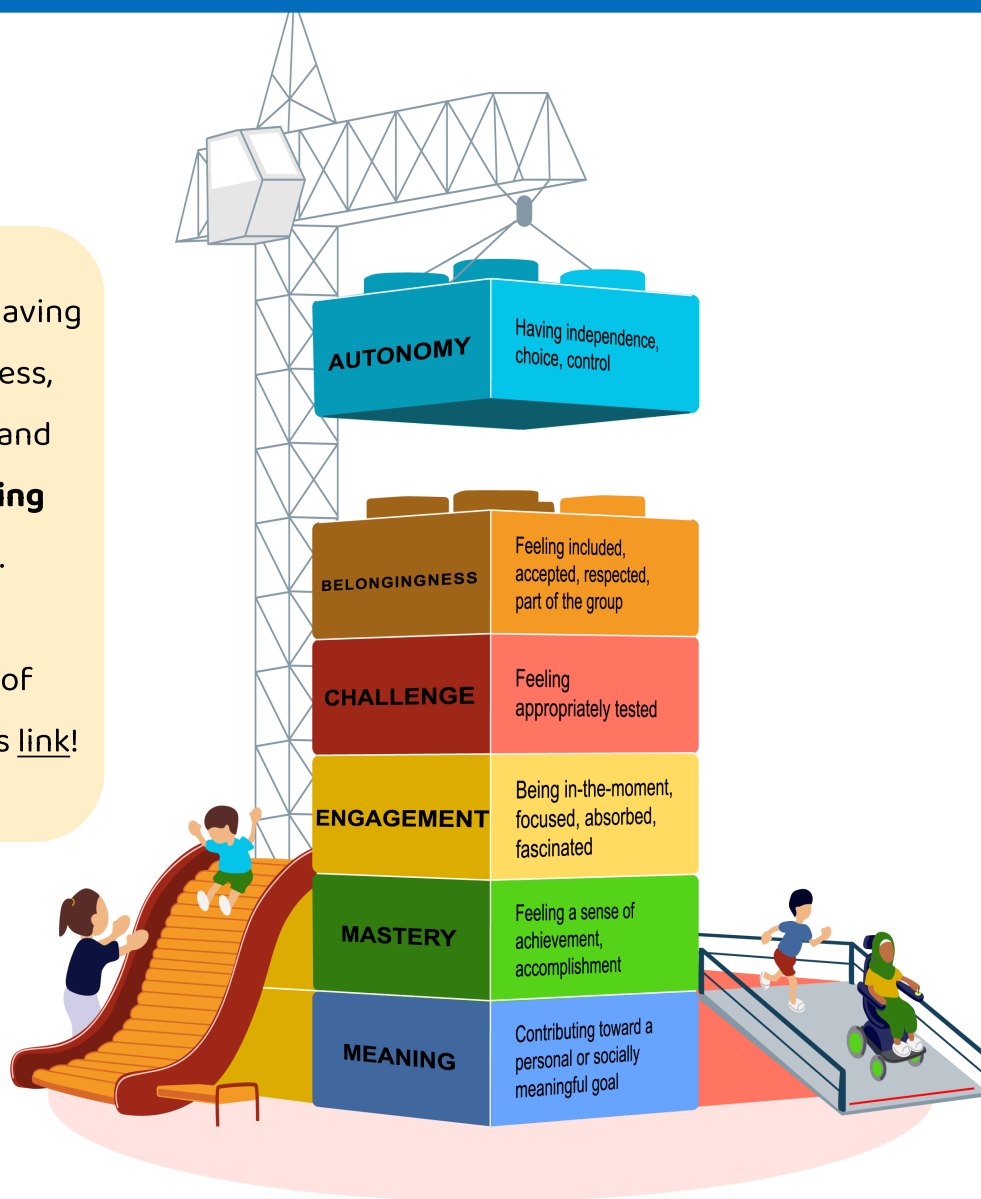 aving
ess,
and
ing
.
of
s link!
AUTONOMY
Having independence,
choice, control
BELONGINGNESS
Feeling included,
accepted, respected,
part of the group
CHALLENGE
Feeling
appropriately tested
ENGAGEMENT
Being in-the-moment,
focused, absorbed,
fascinated
MASTERY
Feeling a sense of
achievement,
accomplishment
MEANING
Contributing toward a
personal or socially
meaningful goal